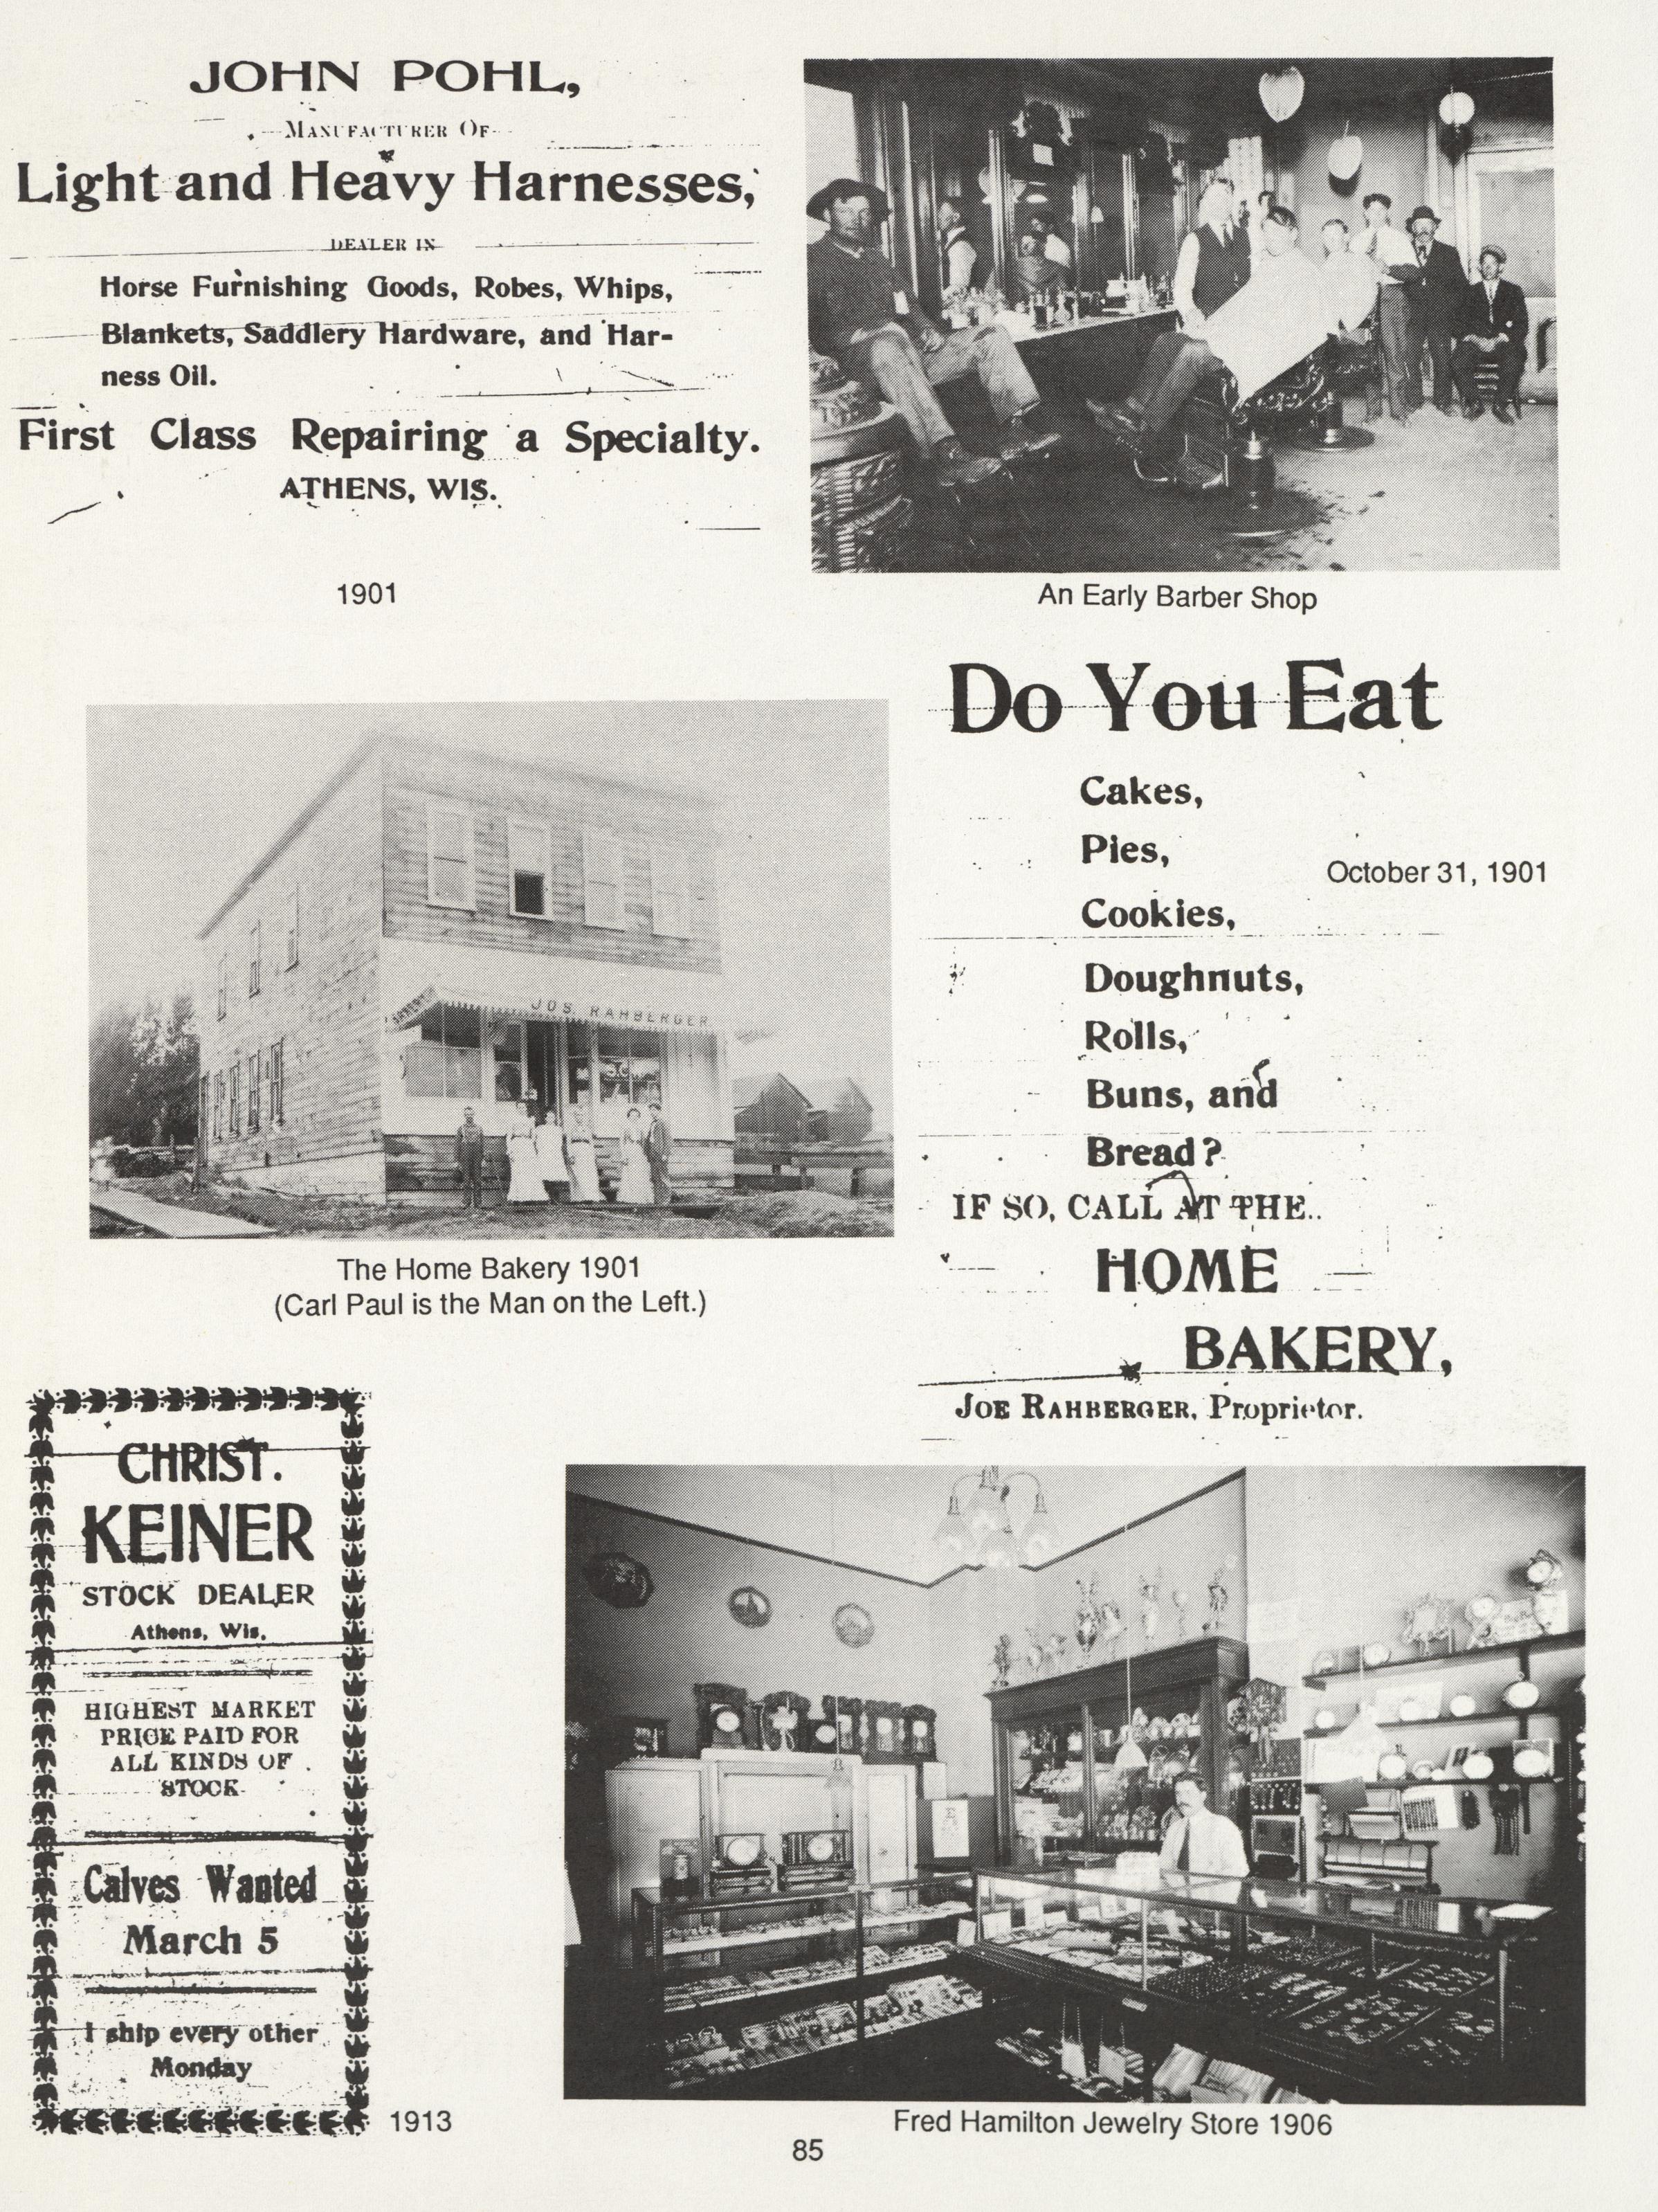 JOHN POHL,
MANUFACTURER OF
Light and Heavy Harnesses,
DEALER IN
Horse Furnishing Goods, Robes, Whips,
Blankets, Saddlery Hardware, and Har-
ness Oil.
First Class Repairing a Specialty.
ATHENS, WIS.
1901
An Early Barber Shop
JOS. RAHBERGER
The Home Bakery 1901
(Carl Paul is the Man on the Left.)
Do You Eat
Cakes,
Pies,
October 31, 1901
Cookies,
Doughnuts,
Rolls,
Buns, and
Bread?
IF SO, CALL AT THE..
HOME
BAKERY,
JOE RAHBERGER, Proprietor.
CHRIST.
KEINER
STOCK DEALER
Athens, Wis.
HIGHEST MARKET
PRICE PAID FOR
ALL KINDS OF
STOCK
Calves Wanted
March 5
I ship every other
Monday
1913
Fred Hamilton Jewelry Store 1906
85